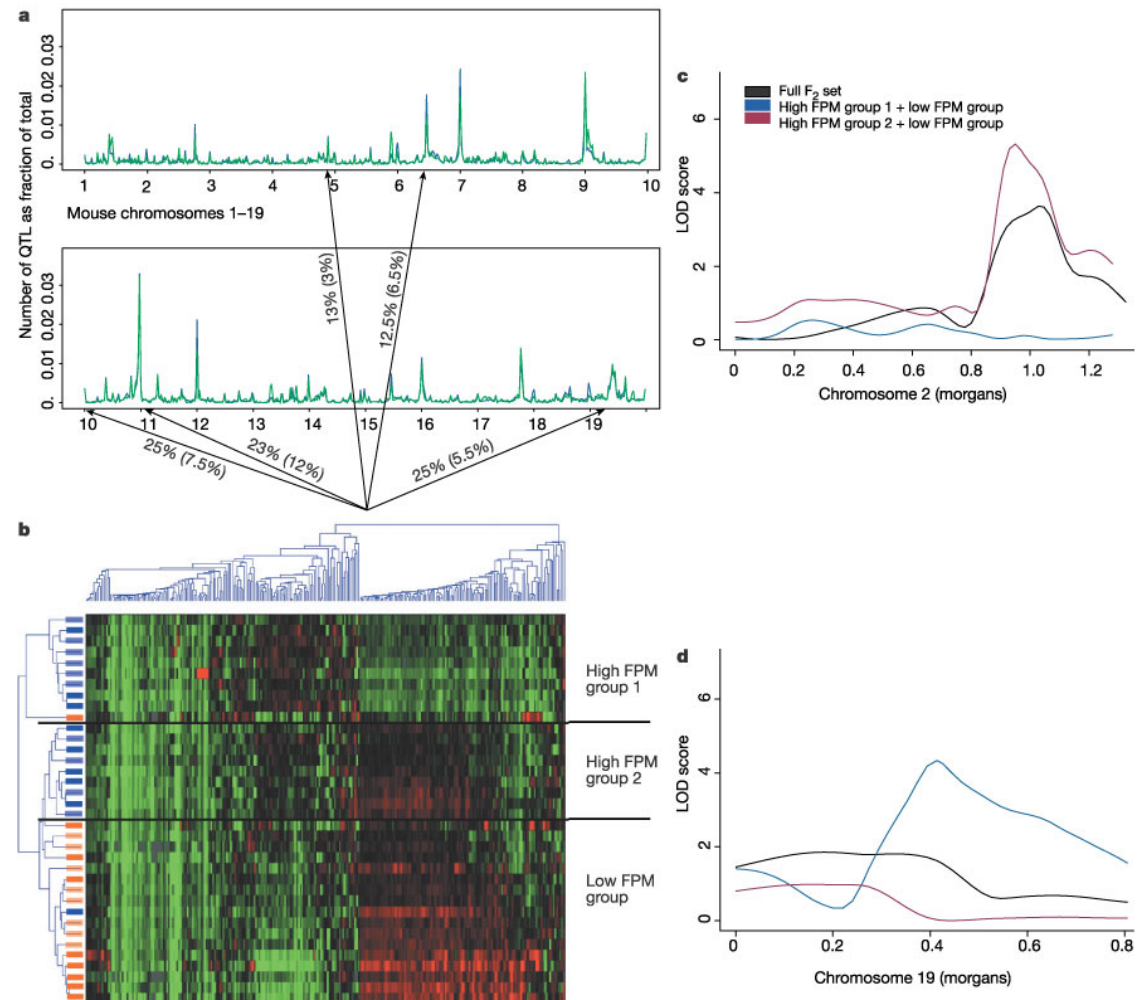 a
Number of QTL as fraction of total
0.03
0.02
0.01
0.
1 2 3 4 5 6 7 8 9 10
Mouse chromosomes 1–19
0.03
0.02
0.01
0.
10 11 12 13 14 15 16 17 18 19
13% (3%)
12.5% (6.5%)
25% (7.5%)
23% (12%)
25% (5.5%)
b
High FPM
group 1
High FPM
group 2
Low FPM
group
c
Full F2 set
High FPM group 1 + low FPM group
High FPM group 2 + low FPM group
LOD score
6
4
2
0
0 0.2 0.4 0.6 0.8 1.0 1.2
Chromosome 2 (morgans)
d
LOD score
6
4
2
0
0 0.2 0.4 0.6 0.8
Chromosome 19 (morgans)